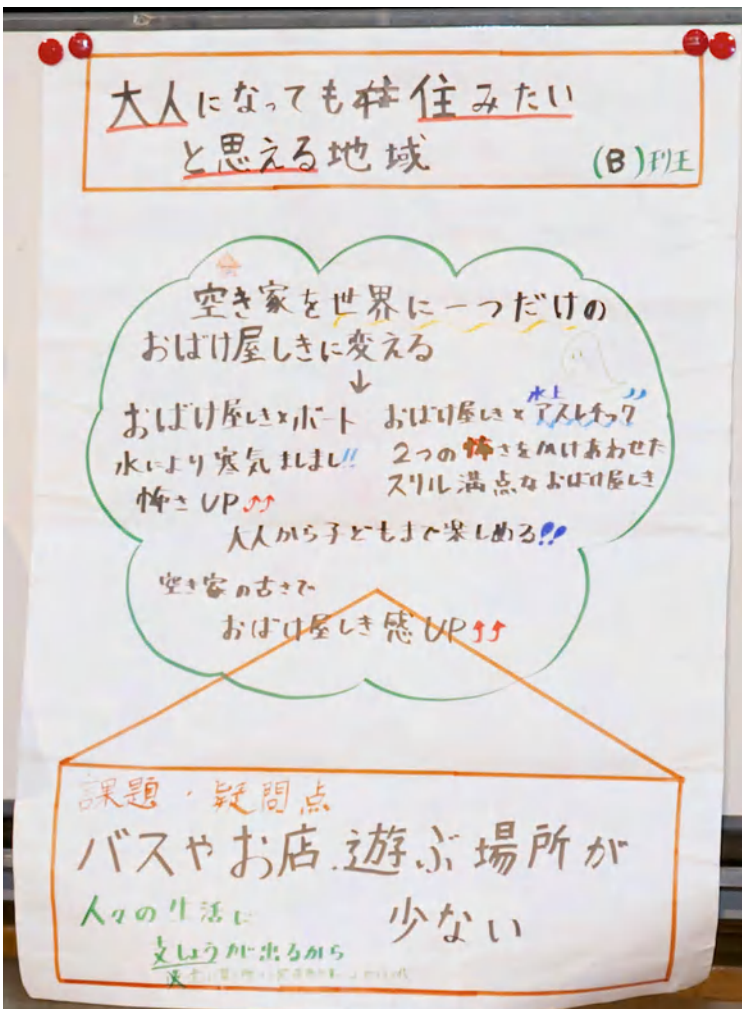 大人になっても住みたい
と思える地域
(B)班
空き家を世界に一つだけの
おばけ屋しきに変える
↓
おばけ屋しき×ボート
水により寒気ましまし!!
怖さUP↑↑
おばけ屋しき×水上アスレチック
2つの怖さをかけあわせた
スリル満点なおばけ屋しき
大人から子どもまで楽しめる!!
空き家の古さで
おばけ屋しき感UP↑↑
課題・疑問点
バスやお店.遊ぶ場所が
少ない
人々の生活に
支しょうが出るから